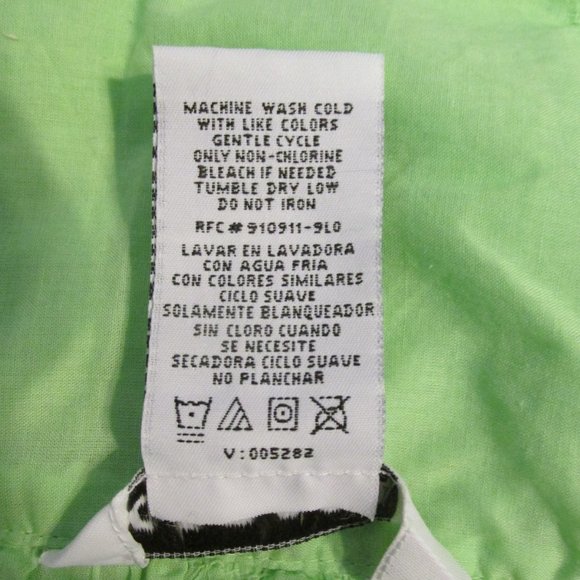 MACHINE WASH COLD
WITH LIKE COLORS
GENTLE CYCLE
ONLY NON-CHLORINE
BLEACH IF NEEDED
TUMBLE DRY LOW
DO NOT IRON
RFC # 910911-9L0
LAVAR EN LAVADORA
CON AGUA FRIA
CON COLORES SIMILARES
CICLO SUAVE
SOLAMENTE BLANQUEADOR
SIN CLORO CUANDO
SE NECESITE
SECADORA CICLO SUAVE
NO PLANCHAR
V: 005282